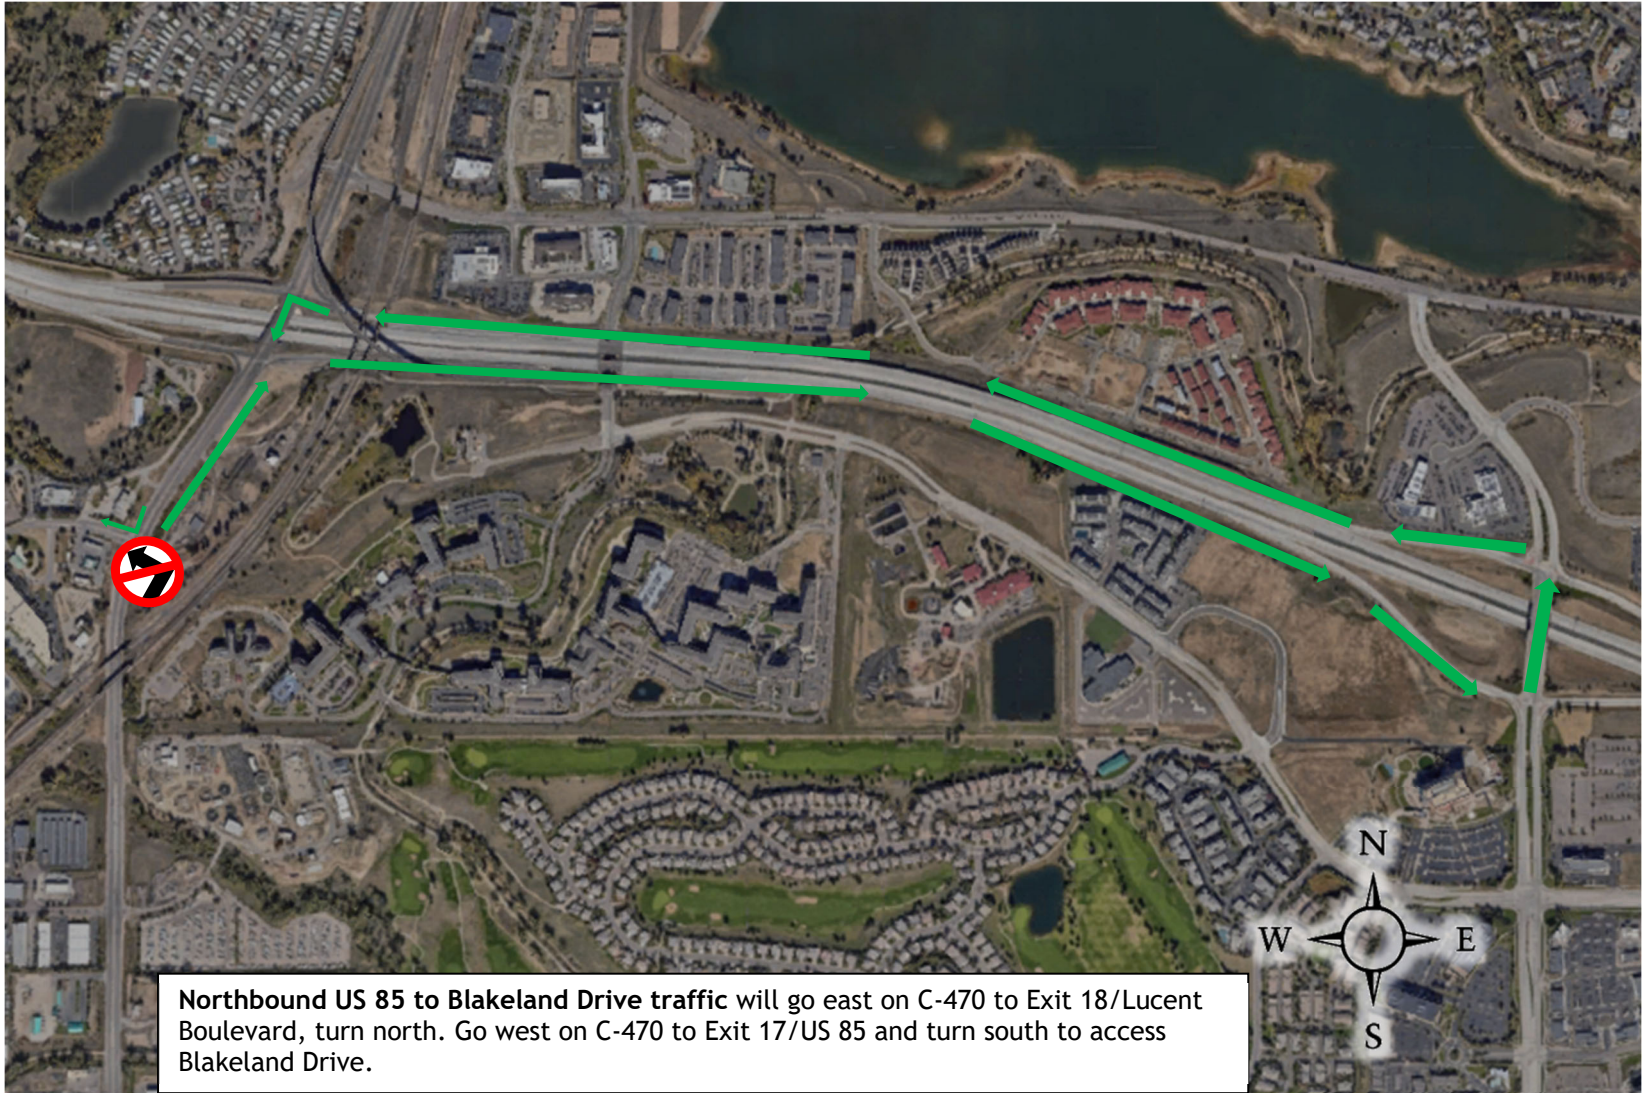 N
W E
S
Northbound US 85 to Blakeland Drive traffic will go east on C-470 to Exit 18/Lucent
Boulevard, turn north. Go west on C-470 to Exit 17/US 85 and turn south to access
Blakeland Drive.